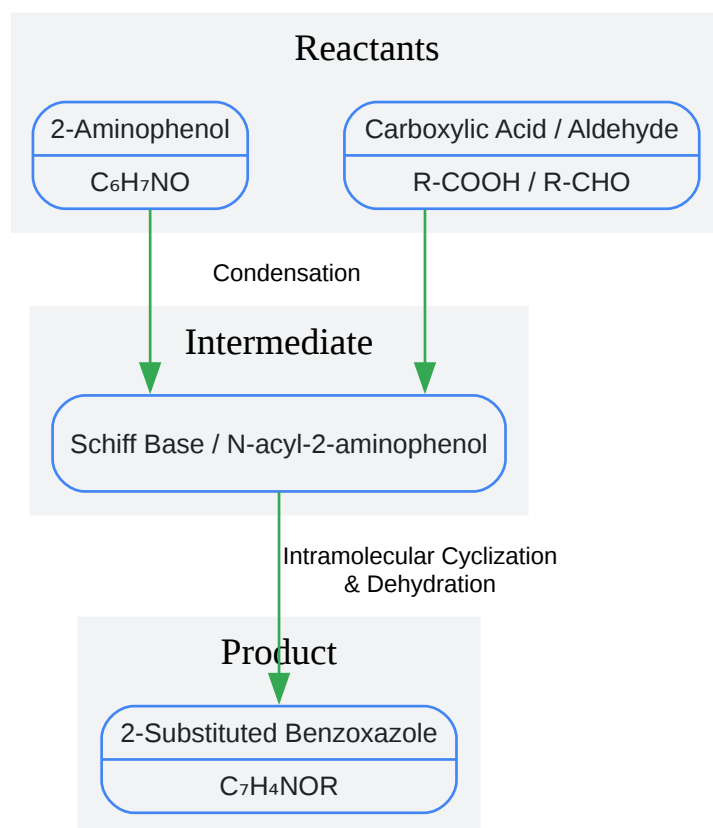 Reactants
2-Aminophenol
C₆H₇NO
Carboxylic Acid / Aldehyde
R-COOH / R-CHO
Condensation
Intermediate
Schiff Base / N-acyl-2-aminophenol
Intramolecular Cyclization
& Dehydration
Product
2-Substituted Benzoxazole
C₇H₄NOR